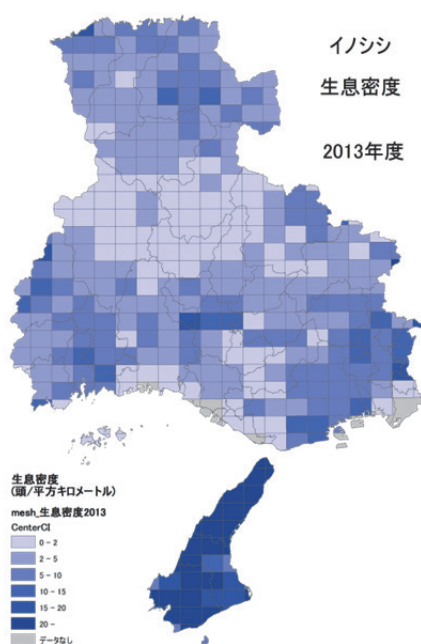 イノシシ
生息密度
2013年度
生息密度
(頭/平方キロメートル)
mesh_生息密度2013
CenterCI
0 - 2
2 - 5
5 - 10
10 - 15
15 - 20
20 -
データなし